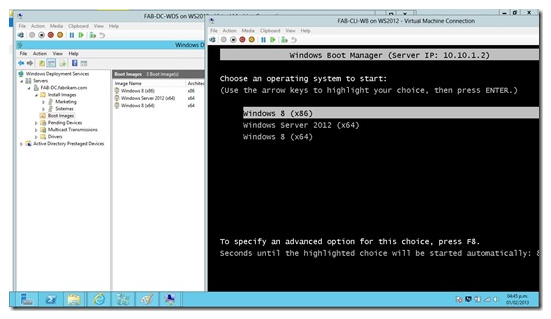 FAB-DC-WDS on WS2012 - Virtual Machine
File Action Media Clipboard View Help
Windows D
File Action View Help
Windows Deployment Services
Servers
FAB-DC.fabrikam.com
Install Images
Marketing
Sistemas
Boot Images
Pending Devices
Multicast Transmissions
Drivers
Active Directory Prestaged Devices
Boot Images 3 Boot Image(s)
Image Name Architec
Windows 8 (x86) x86
Windows Server 2012 (x64) x64
Windows 8 (x64) x64
FAB-CLI-W8 on WS2012 - Virtual Machine Connection
File Action Media Clipboard View Help
Windows Boot Manager (Server IP: 10.10.1.2)
Choose an operating system to start:
(Use the arrow keys to highlight your choice, then press ENTER.)
Windows 8 (x86)
Windows Server 2012 (x64)
Windows 8 (x64)
To specify an advanced option for this choice, press F8.
Seconds until the highlighted choice will be started automatically:
04:45 p.m.
01/02/2013